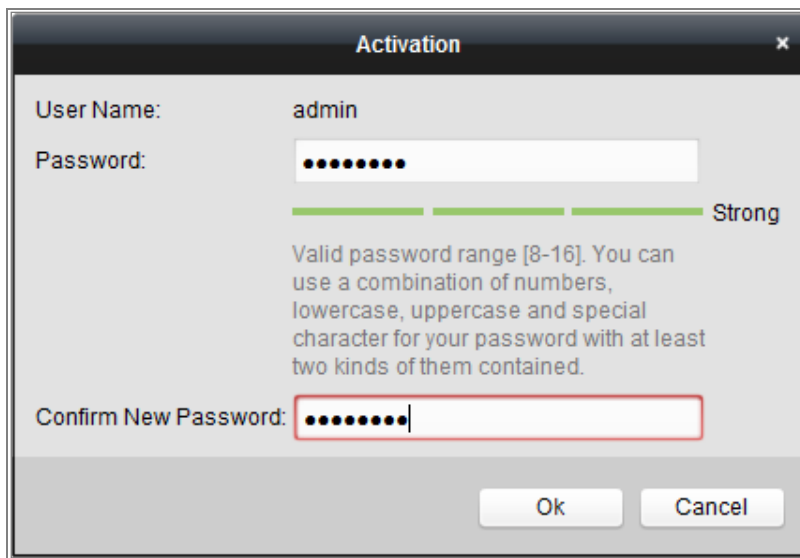 Activation ×
User Name: admin
Password: ●●●●●●●●
Strong
Valid password range [8-16]. You can
use a combination of numbers,
lowercase, uppercase and special
character for your password with at least
two kinds of them contained.
Confirm New Password: ●●●●●●●●
Ok Cancel